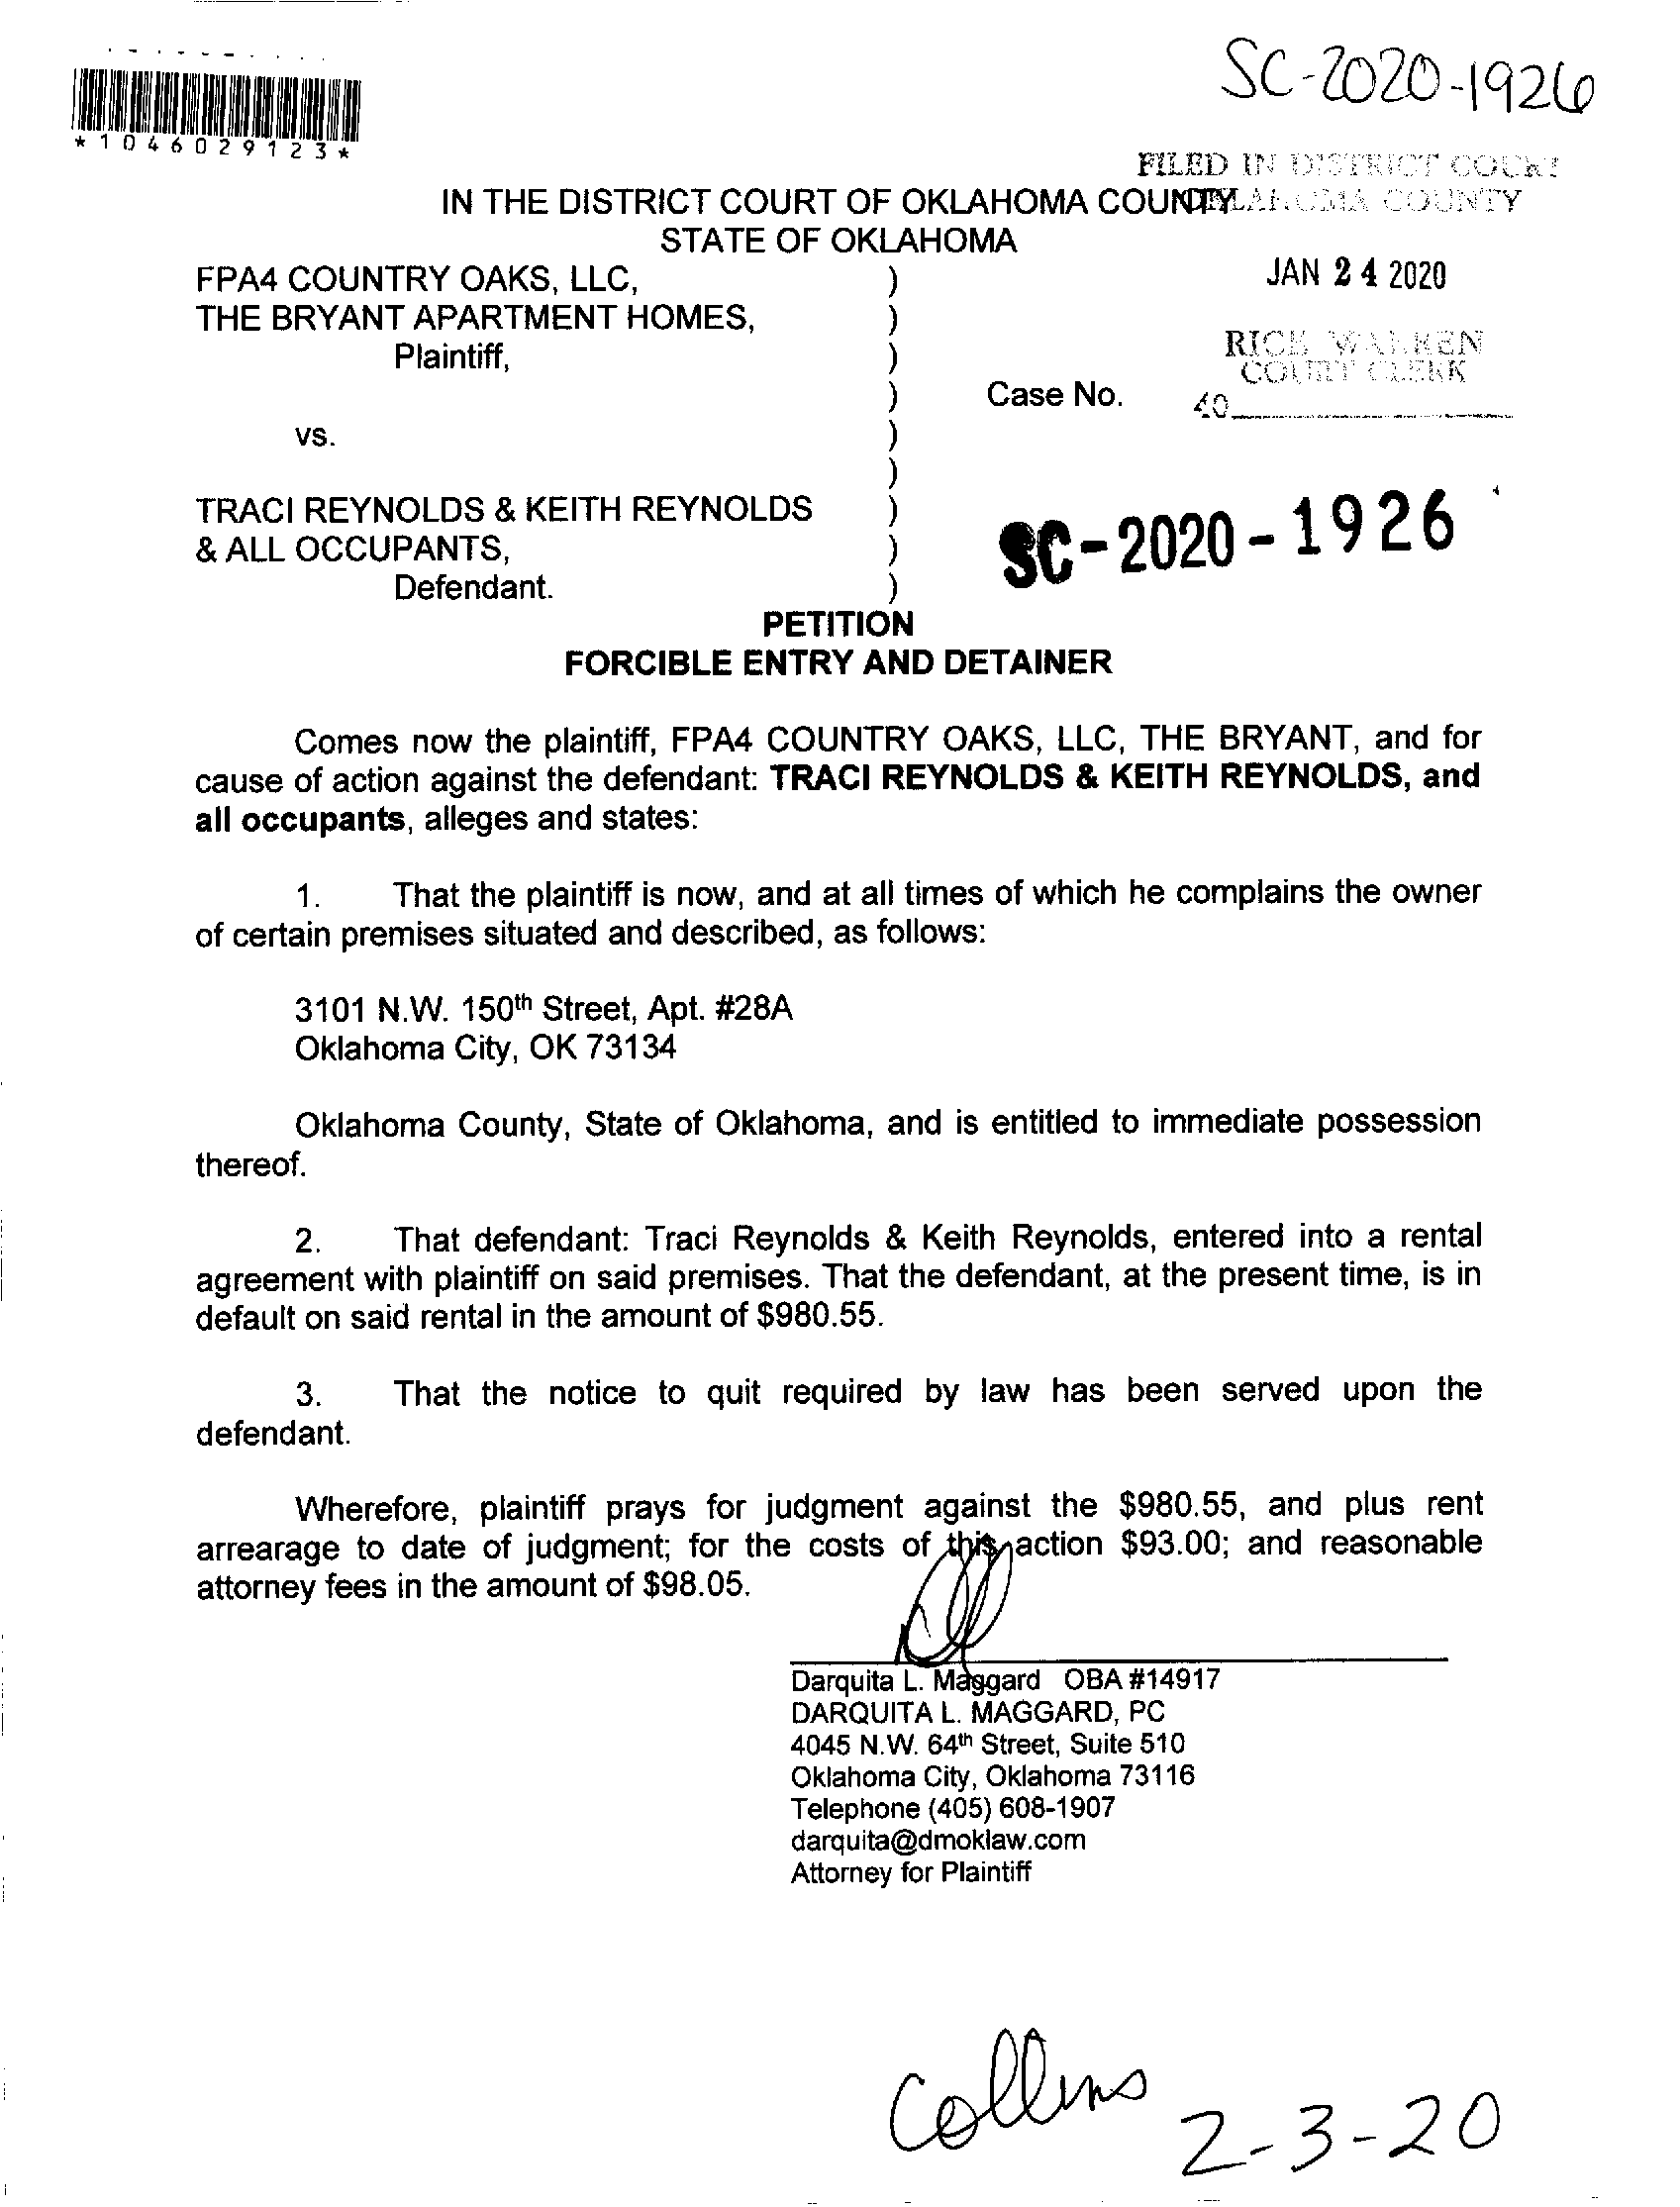 SC-2020-1926
*1046029123*
FILED IN DISTRICT COURT
IN THE DISTRICT COURT OF OKLAHOMA COUNTY
COUNTY
STATE OF OKLAHOMA
FPA4 COUNTRY OAKS, LLC, )
JAN 24 2020
THE BRYANT APARTMENT HOMES, )
RICK WARREN
Plaintiff, )
COURT CLERK
) Case No.
40
vs. )
)
TRACI REYNOLDS & KEITH REYNOLDS )
SC-2020-1926
& ALL OCCUPANTS, )
Defendant. )
PETITION
FORCIBLE ENTRY AND DETAINER
Comes now the plaintiff, FPA4 COUNTRY OAKS, LLC, THE BRYANT, and for
cause of action against the defendant: TRACI REYNOLDS & KEITH REYNOLDS, and
all occupants, alleges and states:
1. That the plaintiff is now, and at all times of which he complains the owner
of certain premises situated and described, as follows:
3101 N.W. 150th Street, Apt. #28A
Oklahoma City, OK 73134
Oklahoma County, State of Oklahoma, and is entitled to immediate possession
thereof.
2. That defendant: Traci Reynolds & Keith Reynolds, entered into a rental
agreement with plaintiff on said premises. That the defendant, at the present time, is in
default on said rental in the amount of $980.55.
3. That the notice to quit required by law has been served upon the
defendant.
Wherefore, plaintiff prays for judgment against the $980.55, and plus rent
arrearage to date of judgment; for the costs of this action $93.00; and reasonable
attorney fees in the amount of $98.05.
Darquita L. Maggard OBA #14917
DARQUITA L. MAGGARD, PC
4045 N.W. 64th Street, Suite 510
Oklahoma City, Oklahoma 73116
Telephone (405) 608-1907
darquita@dmoklaw.com
Attorney for Plaintiff
Collins
2-3-20